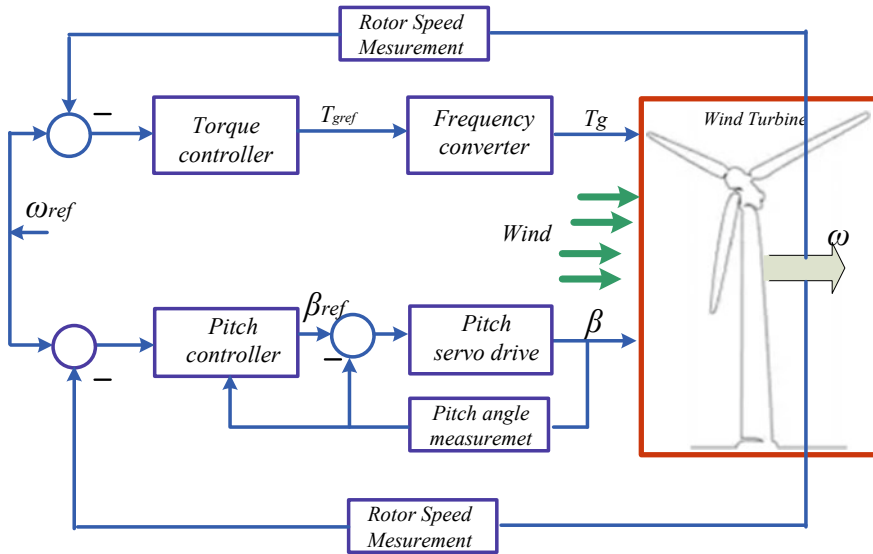 Rotor Speed
Mesurement
−
Torque
controller
Tgref
Frequency
converter
Tg
Wind Turbine
ωref
Wind
ω
Pitch
controller
βref
−
Pitch
servo drive
β
−
Pitch angle
measuremet
Rotor Speed
Mesurement